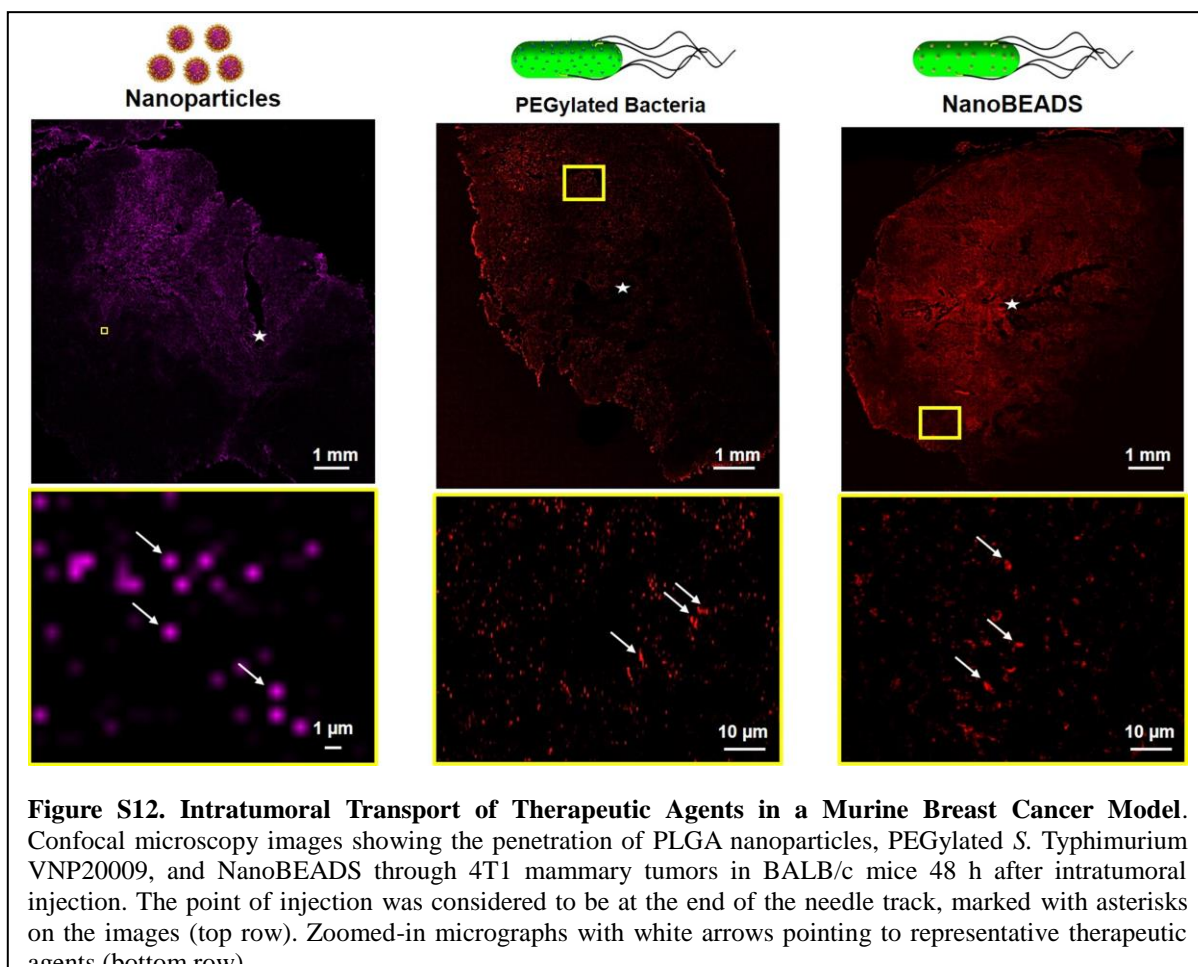 Nanoparticles
PEGylated Bacteria
NanoBEADS
1 mm
1 mm
1 mm
1 µm
10 µm
10 µm
Figure S12. Intratumoral Transport of Therapeutic Agents in a Murine Breast Cancer Model.
Confocal microscopy images showing the penetration of PLGA nanoparticles, PEGylated S. Typhimurium
VNP20009, and NanoBEADS through 4T1 mammary tumors in BALB/c mice 48 h after intratumoral
injection. The point of injection was considered to be at the end of the needle track, marked with asterisks
on the images (top row). Zoomed-in micrographs with white arrows pointing to representative therapeutic
agents (bottom row)